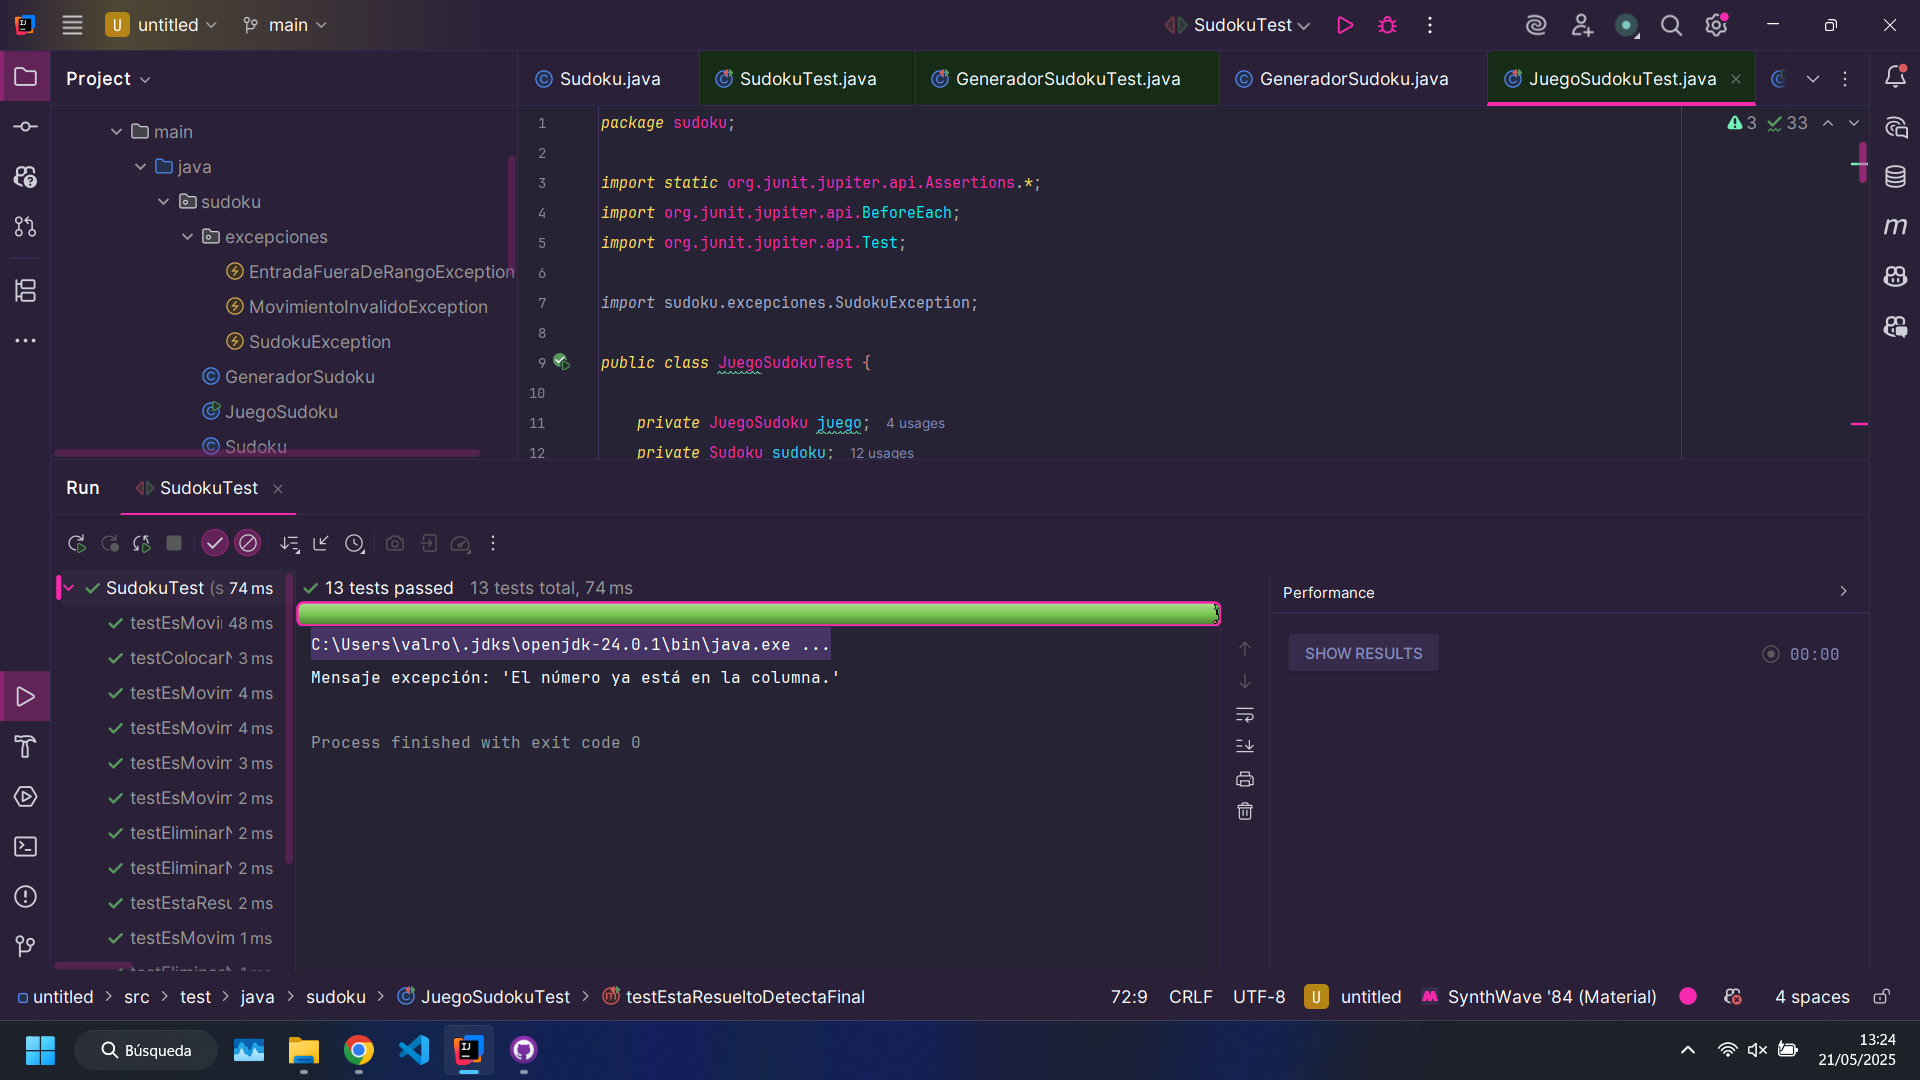 U untitled main SudokuTest
Project
Sudoku.java SudokuTest.java GeneradorSudokuTest.java GeneradorSudoku.java JuegoSudokuTest.java
main
java
sudoku
excepciones
EntradaFueraDeRangoException
MovimientoInvalidoException
SudokuException
GeneradorSudoku
JuegoSudoku
Sudoku
3 33
1 package sudoku;
2
3 import static org.junit.jupiter.api.Assertions.*;
4 import org.junit.jupiter.api.BeforeEach;
5 import org.junit.jupiter.api.Test;
6
7 import sudoku.excepciones.SudokuException;
8
9 public class JuegoSudokuTest {
10
11 private JuegoSudoku juego; 4 usages
12 private Sudoku sudoku; 12 usages
Run SudokuTest
SudokuTest (s 74 ms
testEsMovi 48 ms
testColocarN 3 ms
testEsMovim 4 ms
testEsMovim 4 ms
testEsMovim 3 ms
testEsMovim 2 ms
testEliminarN 2 ms
testEliminarN 2 ms
testEstaResu 2 ms
testEsMovim 1 ms
13 tests passed 13 tests total, 74 ms
C:\Users\valro\.jdks\openjdk-24.0.1\bin\java.exe ...
Mensaje excepción: 'El número ya está en la columna.'
Process finished with exit code 0
Performance
SHOW RESULTS 00:00
untitled src test java sudoku JuegoSudokuTest testEstaResueltoDetectaFinal
72:9 CRLF UTF-8 U untitled SynthWave '84 (Material) 4 spaces
Búsqueda
13:24
21/05/2025